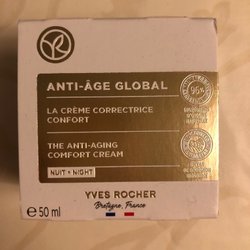 YR
ANTI-ÂGE GLOBAL
LA CRÈME CORRECTRICE
CONFORT
THE ANTI-AGING
COMFORT CREAM
NUIT • NIGHT
YVES ROCHER
Bretagne, France
e 50 ml